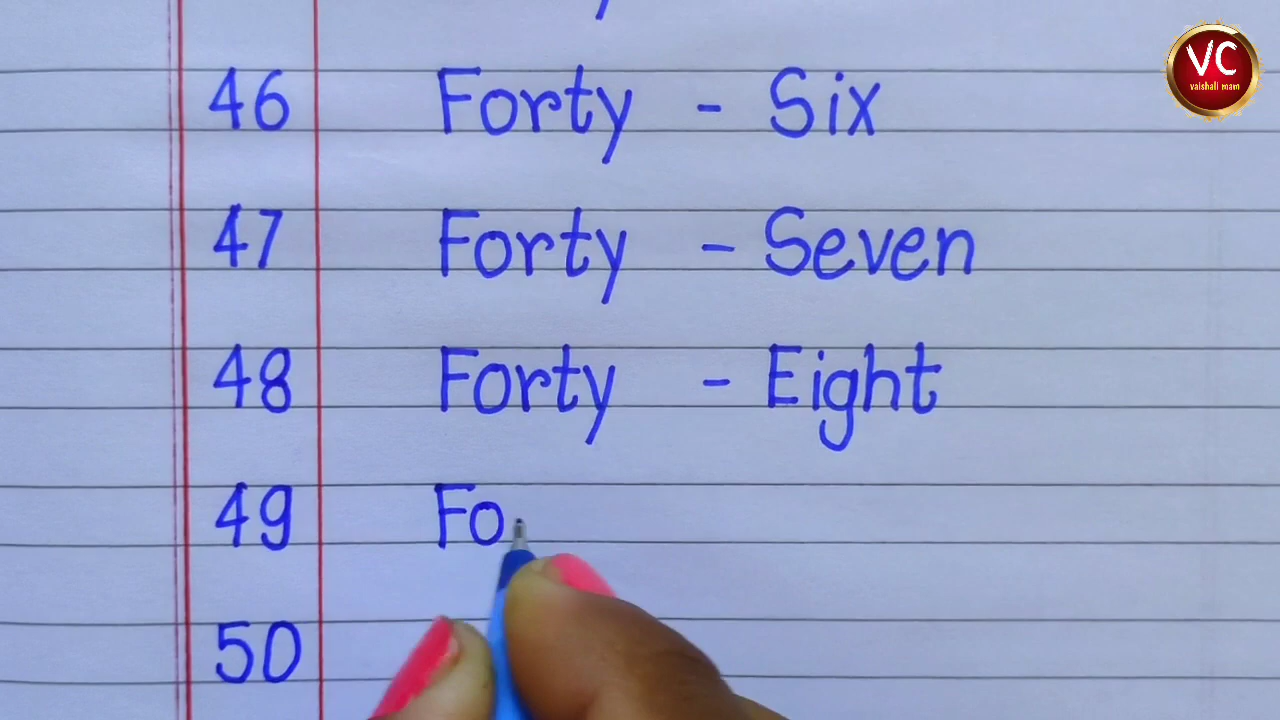 VC
vaishali mam
46 Forty - Six
47 Forty - Seven
48 Forty - Eight
49 Fo
50